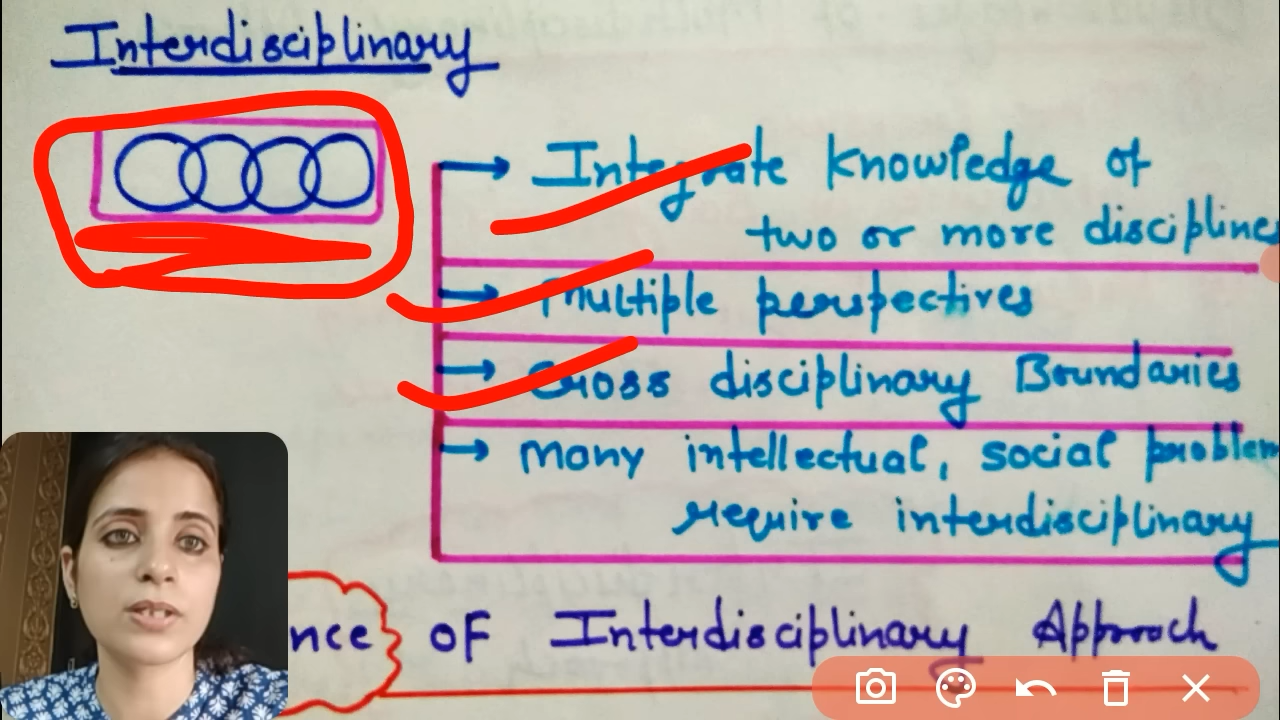 Interdisciplinary
Integrate knowledge of
two or more discipline
Multiple perspectives
Cross disciplinary Boundaries
Many intellectual, social problem
require interdisciplinary
nce of Interdisciplinary Approach